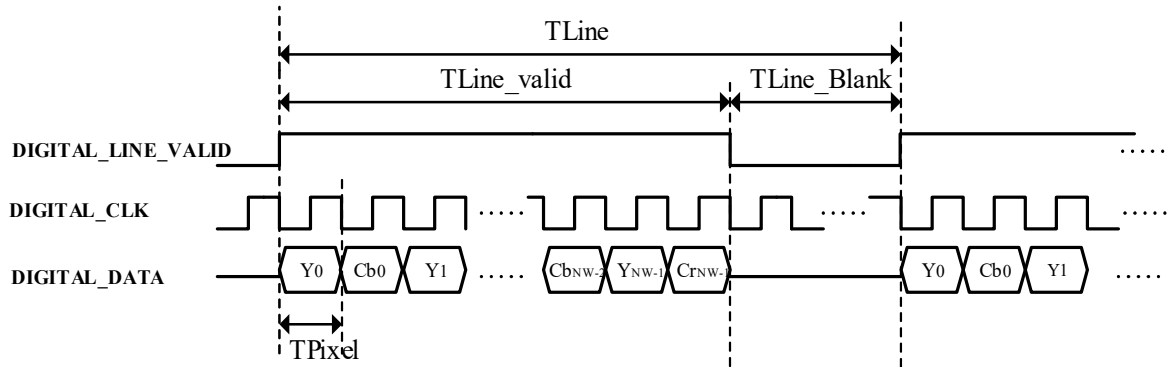 TLine
TLine_valid TLine_Blank
DIGITAL_LINE_VALID .....
DIGITAL_CLK ..... ..... .....
DIGITAL_DATA Y0 Cb0 Y1 ..... CbNW-2 YNW-1 CrNW-1 Y0 Cb0 Y1 .....
TPixel